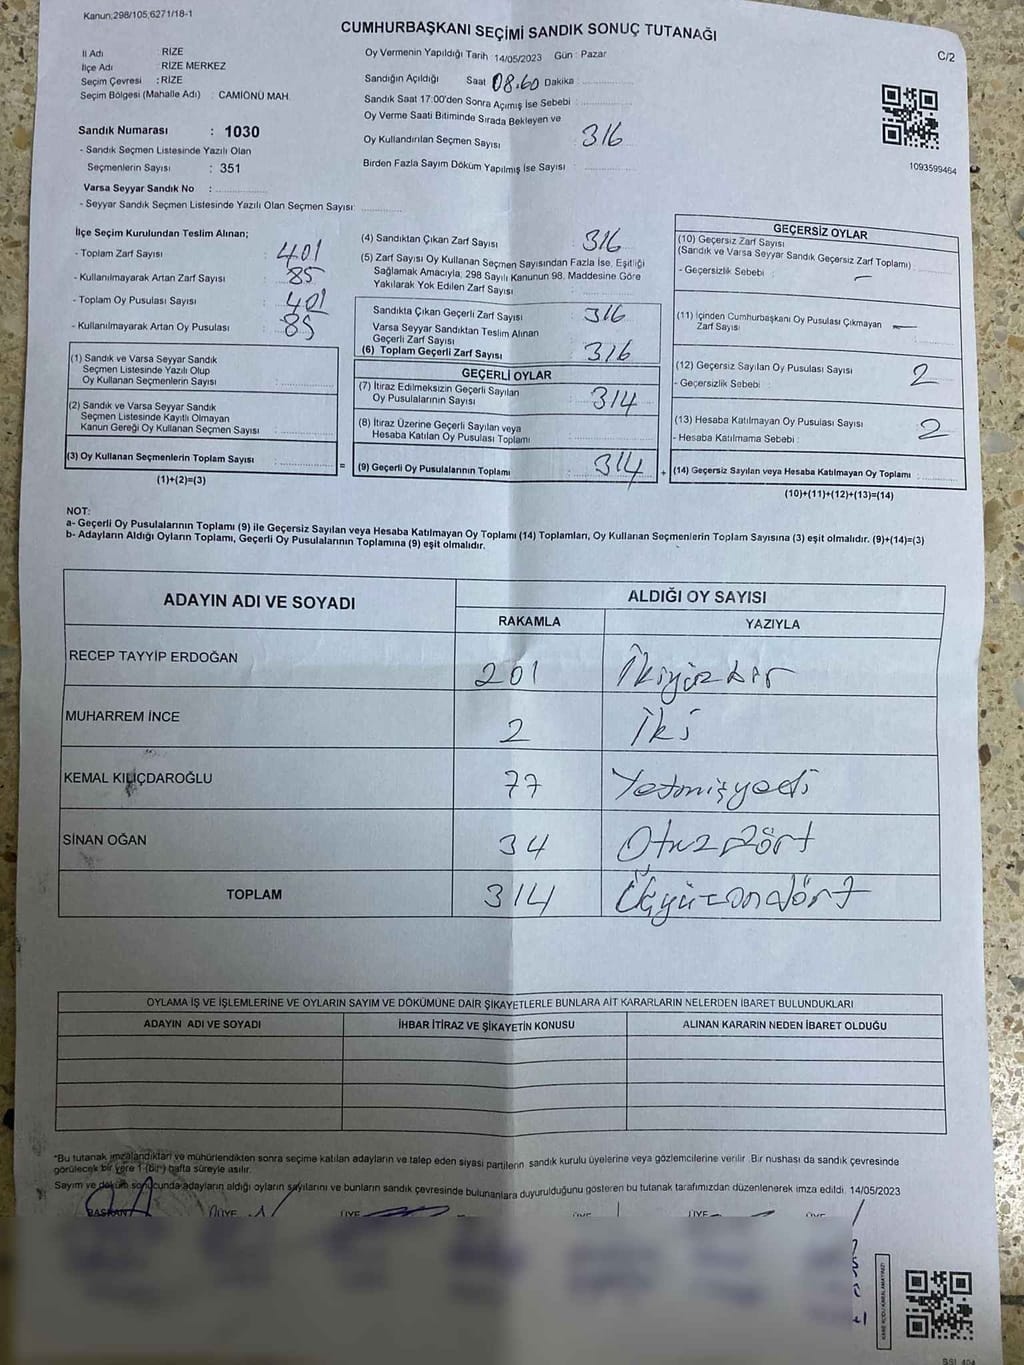 Kanun;298/105;6271/18-1
CUMHURBAŞKANI SEÇİMİ SANDIK SONUÇ TUTANAĞI
C/2
İl Adı : RİZE
İlçe Adı : RİZE MERKEZ
Seçim Çevresi : RİZE
Seçim Bölgesi (Mahalle Adı) : CAMİONÜ MAH.
Sandık Numarası : 1030
- Sandık Seçmen Listesinde Yazılı Olan
Seçmenlerin Sayısı : 351
Varsa Seyyar Sandık No :
- Seyyar Sandık Seçmen Listesinde Yazılı Olan Seçmen Sayısı:
Oy Vermenin Yapıldığı Tarih : 14/05/2023 Gün : Pazar
Sandığın Açıldığı Saat 08.60 Dakika :
Sandık Saat 17:00'den Sonra Açımış İse Sebebi :
Oy Verme Saati Bitiminde Sırada Bekleyen ve
Oy Kullandırılan Seçmen Sayısı 316
Birden Fazla Sayım Döküm Yapılmış İse Sayısı :
1093599464
İlçe Seçim Kurulundan Teslim Alınan;
- Toplam Zarf Sayısı : 401
- Kullanılmayarak Artan Zarf Sayısı : 85
- Toplam Oy Pusulası Sayısı : 401
- Kullanılmayarak Artan Oy Pusulası : 85
(1) Sandık ve Varsa Seyyar Sandık
Seçmen Listesinde Yazılı Olup
Oy Kullanan Seçmenlerin Sayısı :
(2) Sandık ve Varsa Seyyar Sandık
Seçmen Listesinde Kayıtlı Olmayan
Kanun Gereği Oy Kullanan Seçmen Sayısı :
(3) Oy Kullanan Seçmenlerin Toplam Sayısı :
(1)+(2)=(3)
=
(4) Sandıktan Çıkan Zarf Sayısı : 316
(5) Zarf Sayısı Oy Kullanan Seçmen Sayısından Fazla İse, Eşitliği
Sağlamak Amacıyla, 298 Sayılı Kanunun 98. Maddesine Göre
Yakılarak Yok Edilen Zarf Sayısı :
Sandıkta Çıkan Geçerli Zarf Sayısı : 316
Varsa Seyyar Sandıktan Teslim Alınan
Geçerli Zarf Sayısı :
(6) Toplam Geçerli Zarf Sayısı : 316
GEÇERLİ OYLAR
(7) İtiraz Edilmeksizin Geçerli Sayılan
Oy Pusulalarının Sayısı : 314
(8) İtiraz Üzerine Geçerli Sayılan veya
Hesaba Katılan Oy Pusulası Toplamı :
(9) Geçerli Oy Pusulalarının Toplamı : 314
+
GEÇERSİZ OYLAR
(10) Geçersiz Zarf Sayısı
(Sandık ve Varsa Seyyar Sandık Geçersiz Zarf Toplamı) :
- Geçersizlik Sebebi : –
(11) İçinden Cumhurbaşkanı Oy Pusulası Çıkmayan
Zarf Sayısı : –
(12) Geçersiz Sayılan Oy Pusulası Sayısı : 2
- Geçersizlik Sebebi :
(13) Hesaba Katılmayan Oy Pusulası Sayısı : 2
- Hesaba Katılmama Sebebi :
(14) Geçersiz Sayılan veya Hesaba Katılmayan Oy Toplamı :
(10)+(11)+(12)+(13)=(14)
NOT:
a- Geçerli Oy Pusulalarının Toplamı (9) ile Geçersiz Sayılan veya Hesaba Katılmayan Oy Toplamı (14) Toplamları, Oy Kullanan Seçmenlerin Toplam Sayısına (3) eşit olmalıdır. (9)+(14)=(3)
b- Adayların Aldığı Oyların Toplamı, Geçerli Oy Pusulalarının Toplamına (9) eşit olmalıdır.
ADAYIN ADI VE SOYADI
ALDIĞI OY SAYISI
RAKAMLA YAZIYLA
RECEP TAYYİP ERDOĞAN 201 İkiyüzbir
MUHARREM İNCE 2 İki
KEMAL KILIÇDAROĞLU 77 Yetmişyedi
SİNAN OĞAN 34 Otuzdört
TOPLAM 314 Üçyüzondört
OYLAMA İŞ VE İŞLEMLERİNE VE OYLARIN SAYIM VE DÖKÜMÜNE DAİR ŞİKAYETLERLE BUNLARA AİT KARARLARIN NELERDEN İBARET BULUNDUKLARI
ADAYIN ADI VE SOYADI İHBAR İTİRAZ VE ŞİKAYETİN KONUSU ALINAN KARARIN NEDEN İBARET OLDUĞU
*Bu tutanak imzalandıktan ve mühürlendikten sonra seçime katılan adayların ve talep eden siyasi partilerin sandık kurulu üyelerine veya gözlemcilerine verilir. Bir nushası da sandık çevresinde
görülecek bir yere 1 (bir) hafta süreyle asılır.
Sayım ve döküm sonucunda adayların aldığı oyların sayılarını ve bunların sandık çevresinde bulunanlara duyurulduğunu gösteren bu tutanak tarafımızdan düzenlenerek imza edildi. 14/05/2023
BAŞKAN ÜYE ÜYE ÜYE ÜYE ÜYE